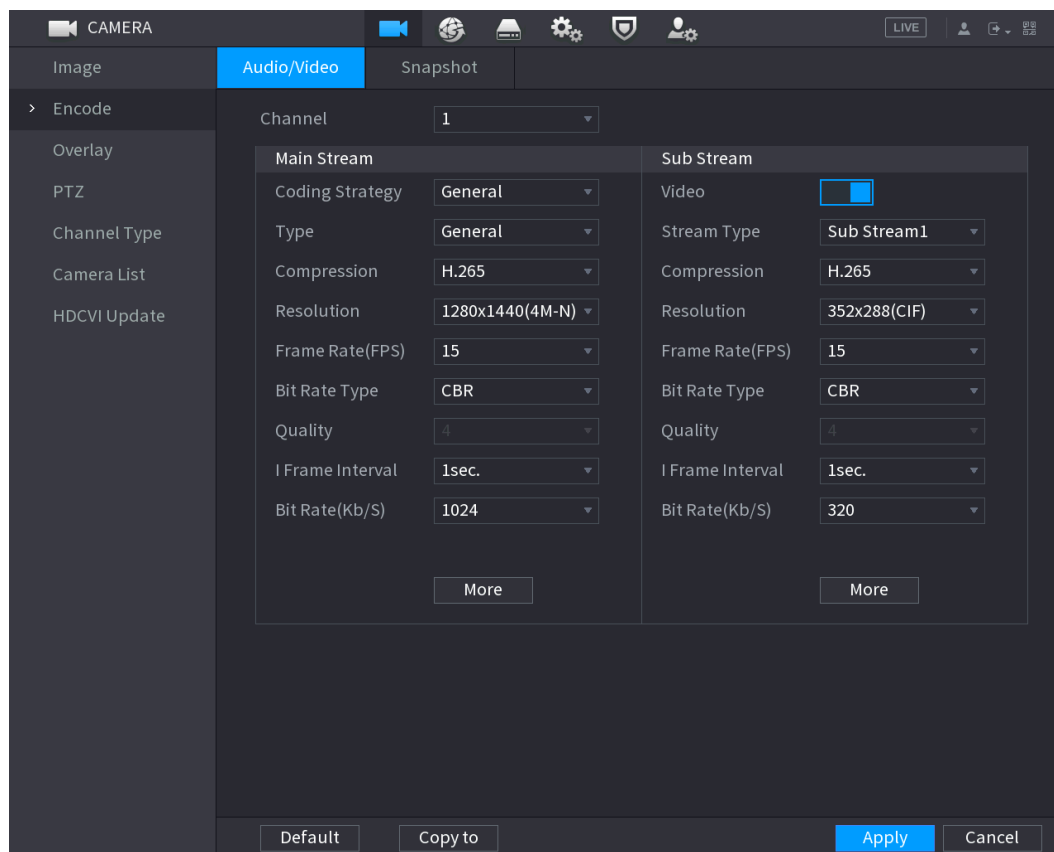 CAMERA
LIVE
Image
Encode
Overlay
PTZ
Channel Type
Camera List
HDCVI Update
Audio/Video Snapshot
Channel 1
Main Stream Sub Stream
Coding Strategy General Video
Type General Stream Type Sub Stream1
Compression H.265 Compression H.265
Resolution 1280x1440(4M-N) Resolution 352x288(CIF)
Frame Rate(FPS) 15 Frame Rate(FPS) 15
Bit Rate Type CBR Bit Rate Type CBR
Quality 4 Quality 4
I Frame Interval 1sec. I Frame Interval 1sec.
Bit Rate(Kb/S) 1024 Bit Rate(Kb/S) 320
More More
Default Copy to Apply Cancel